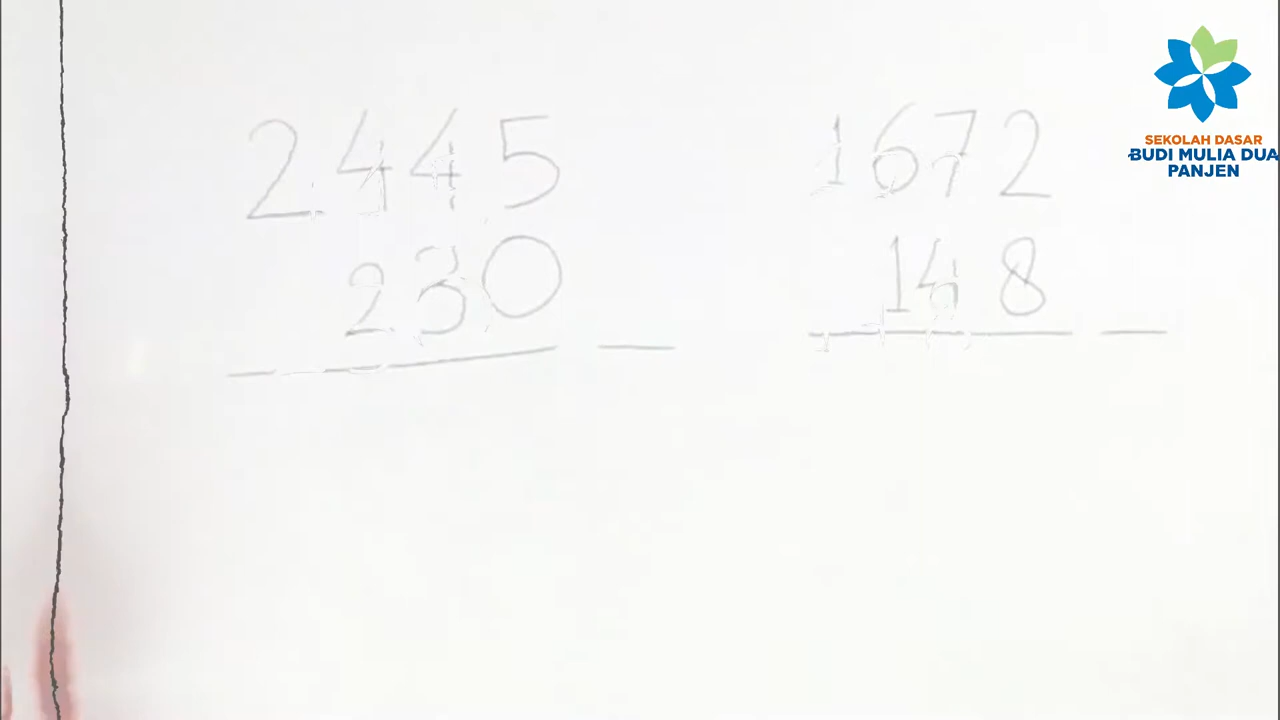 2445
230
—
1672
148
—
SEKOLAH DASAR
BUDI MULIA DUA
PANJEN